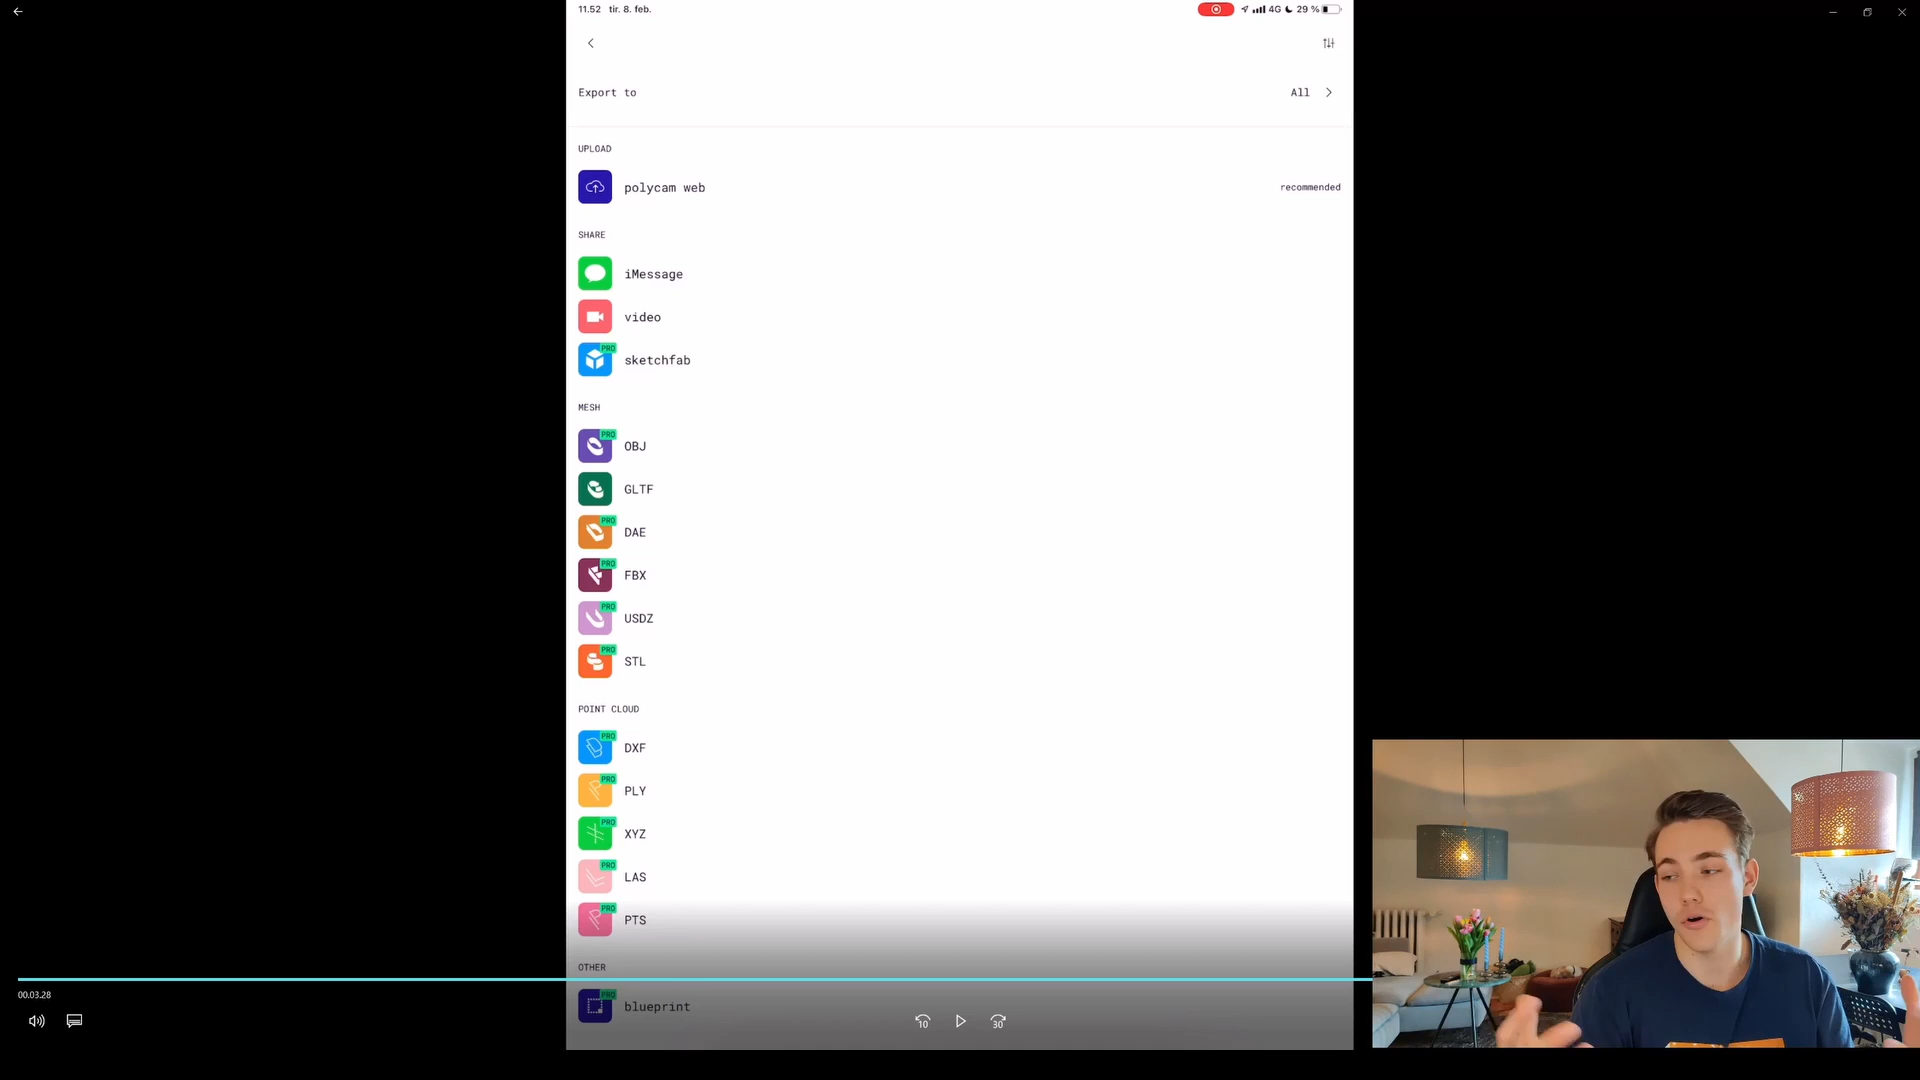 11.52 tir. 8. feb.
4G 29 %
Export to
All
UPLOAD
polycam web
recommended
SHARE
iMessage
video
PRO
sketchfab
MESH
PRO
OBJ
GLTF
PRO
DAE
PRO
FBX
PRO
USDZ
PRO
STL
POINT CLOUD
PRO
DXF
PRO
PLY
PRO
XYZ
PRO
LAS
PRO
PTS
OTHER
PRO
blueprint
00.03.28
10
30